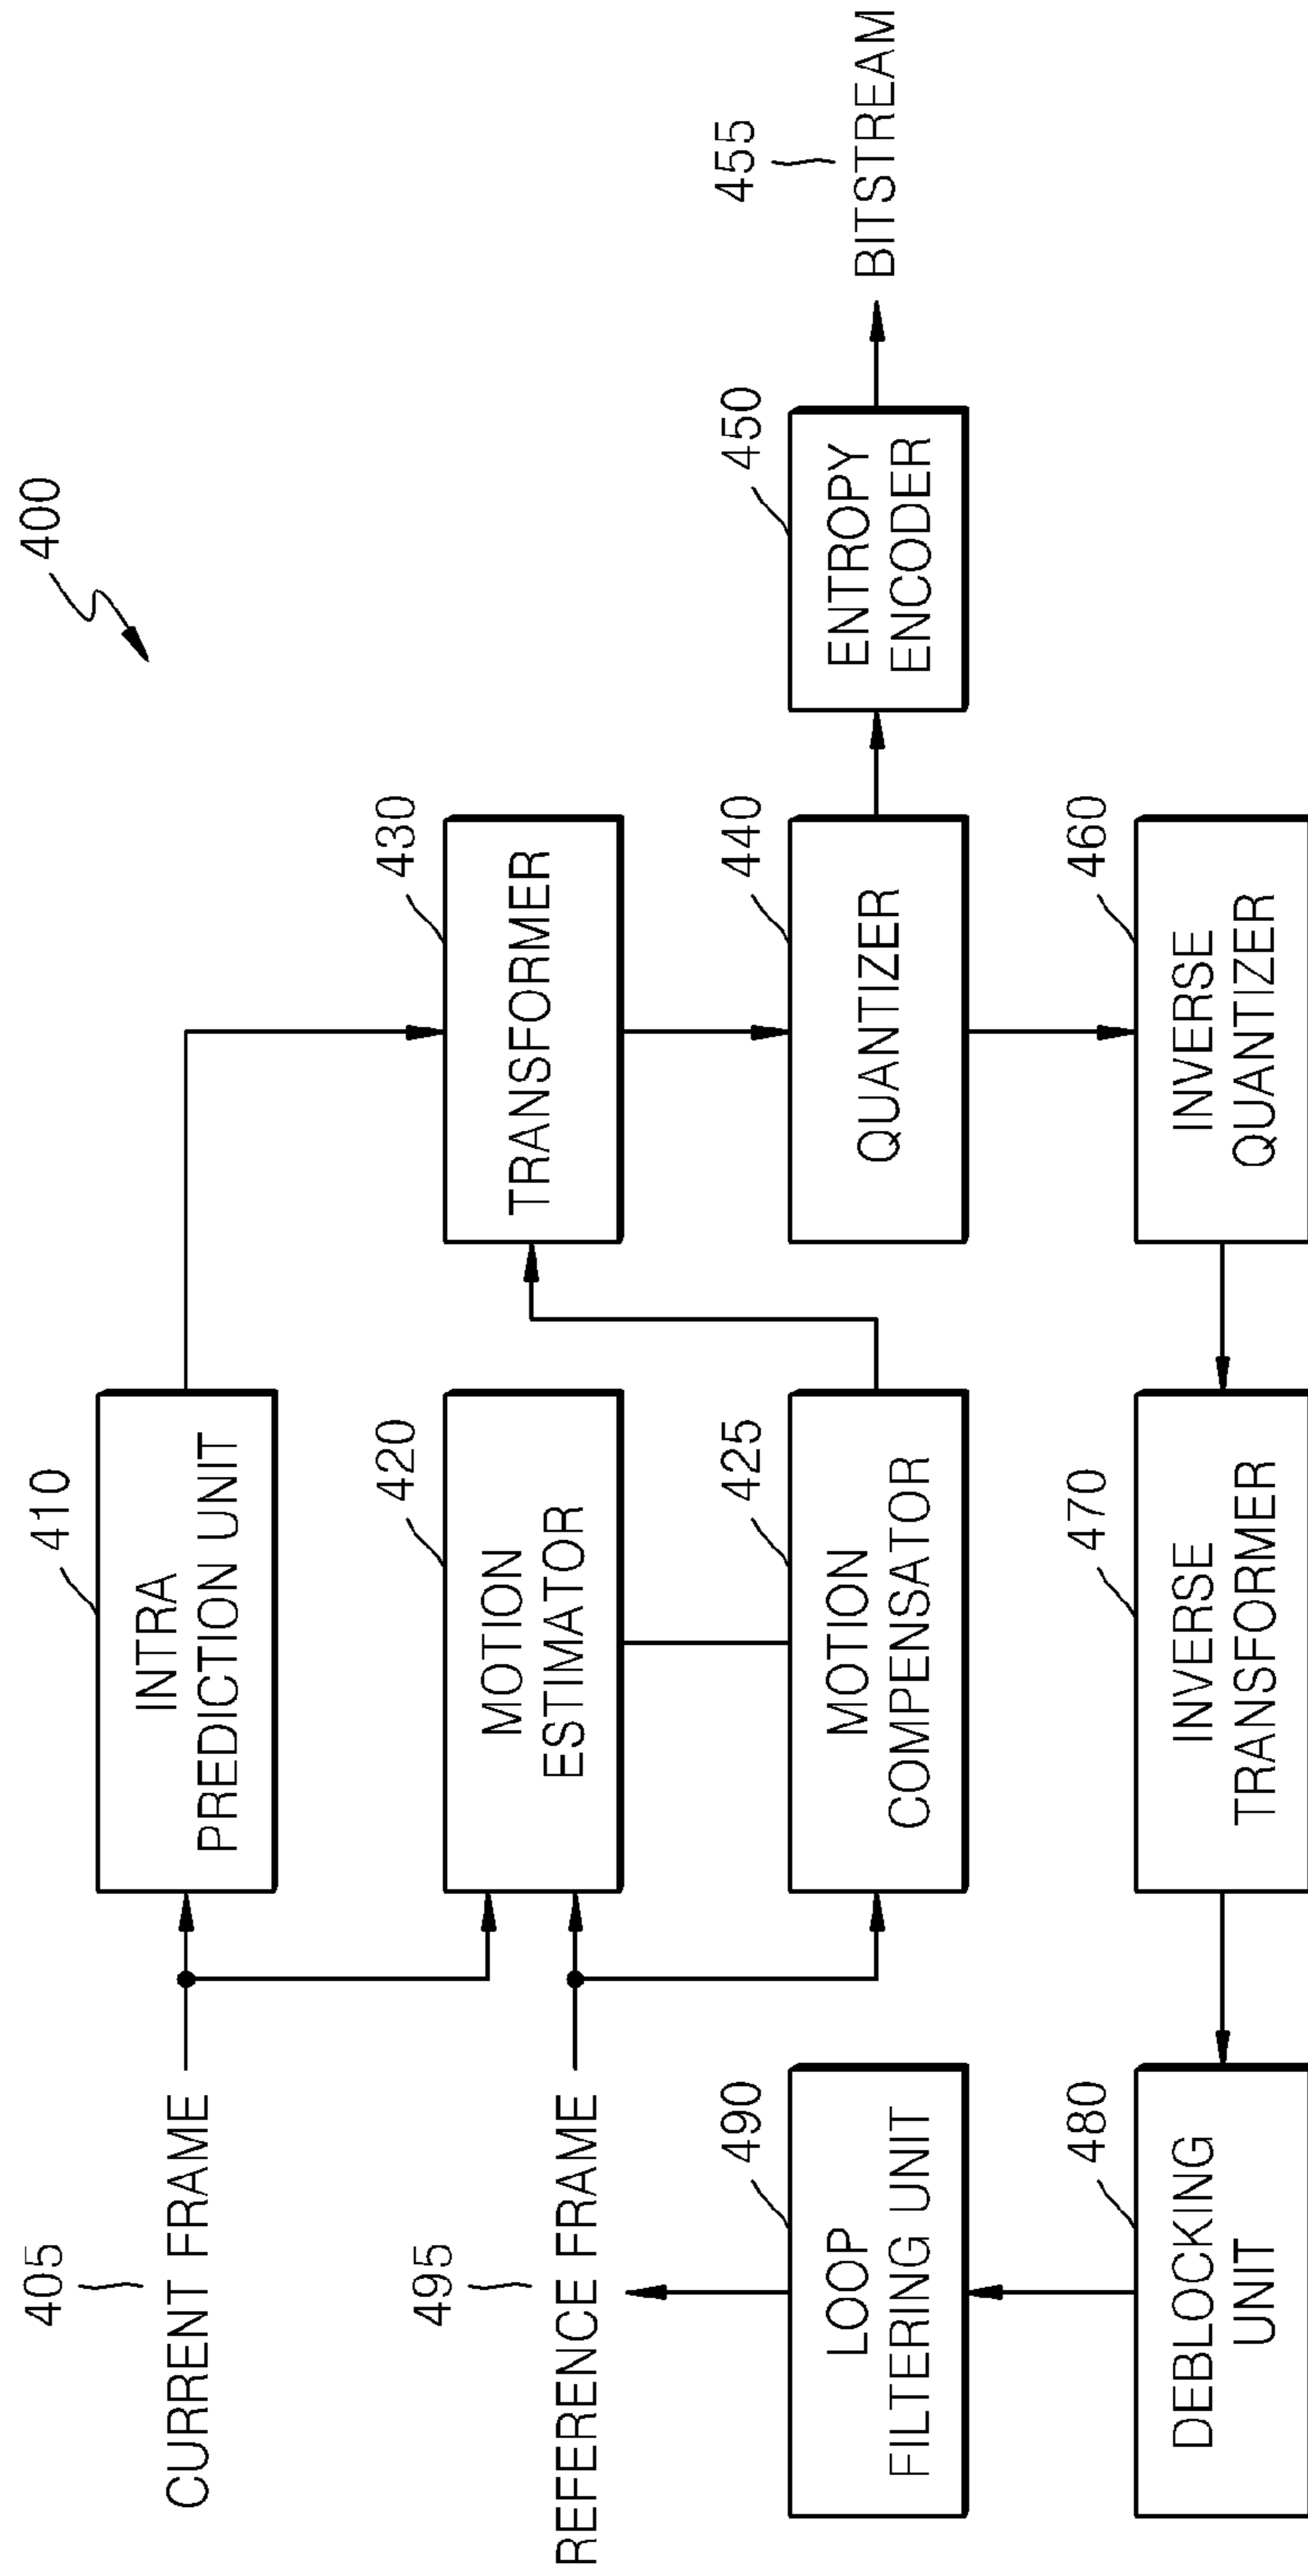 400
405
CURRENT FRAME
410
INTRA
PREDICTION UNIT
495
REFERENCE FRAME
420
MOTION
ESTIMATOR
430
TRANSFORMER
490
LOOP
FILTERING UNIT
425
MOTION
COMPENSATOR
440
QUANTIZER
450
ENTROPY
ENCODER
455
BITSTREAM
480
DEBLOCKING
UNIT
470
INVERSE
TRANSFORMER
460
INVERSE
QUANTIZER